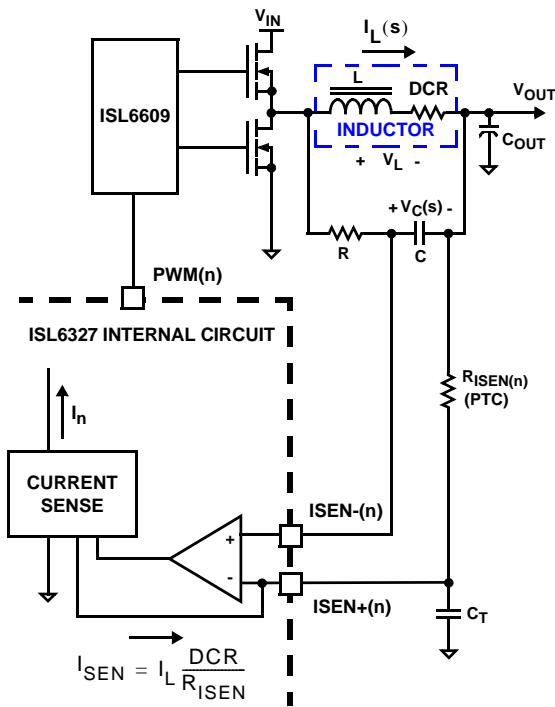 V_IN
I_L(s)
ISL6609
L
DCR
V_OUT
INDUCTOR
C_OUT
+ V_L -
+ V_C(s) -
R
C
PWM(n)
ISL6327 INTERNAL CIRCUIT
R_ISEN(n)
(PTC)
I_n
CURRENT
SENSE
ISEN-(n)
+
-
ISEN+(n)
C_T
I_SEN = I_L DCR/R_ISEN